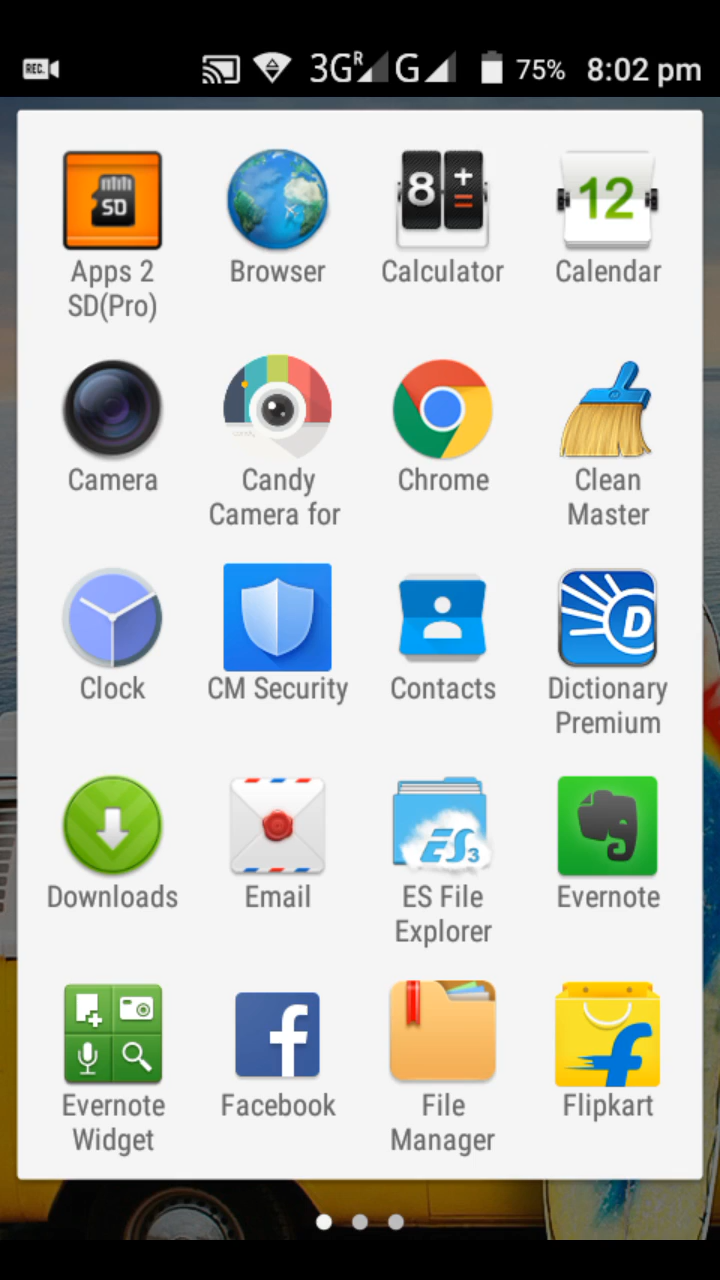 REC. 3G R G 75% 8:02 pm
SD 8 + = 12
Apps 2 Browser Calculator Calendar
SD(Pro)
candy
Camera Candy Chrome Clean
Camera for Master
D
Clock CM Security Contacts Dictionary
Premium
ES 3
Downloads Email ES File Evernote
Explorer
f f
Evernote Facebook File Flipkart
Widget Manager